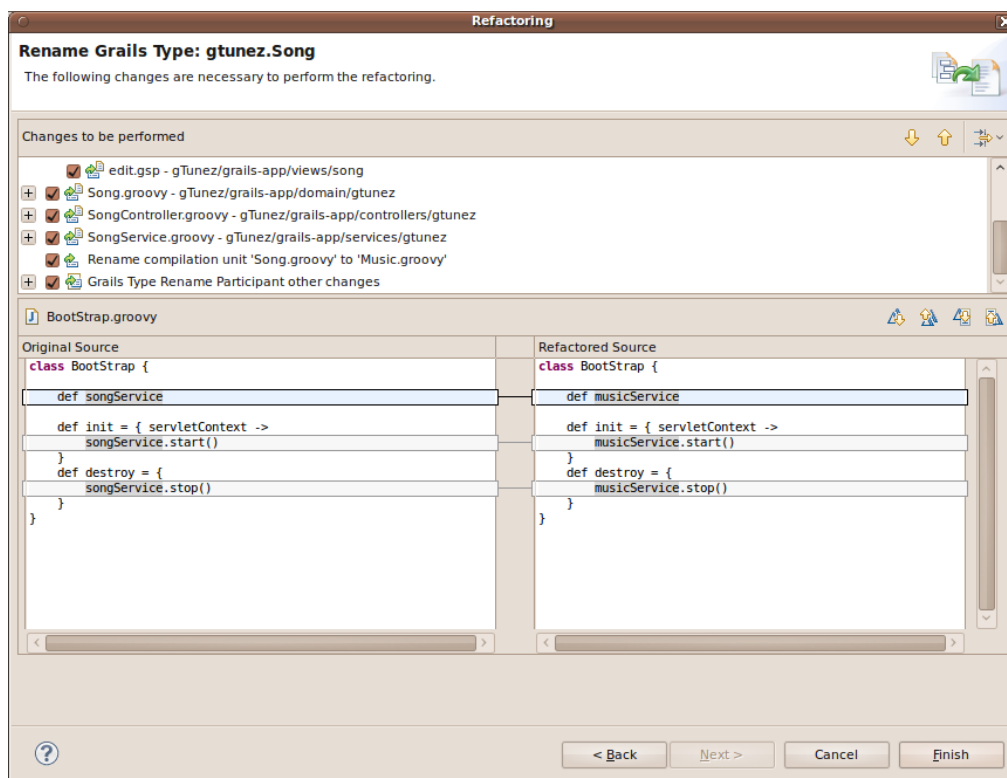 Refactoring
Rename Grails Type: gtunez.Song
The following changes are necessary to perform the refactoring.
Changes to be performed
edit.gsp - gTunez/grails-app/views/song
Song.groovy - gTunez/grails-app/domain/gtunez
SongController.groovy - gTunez/grails-app/controllers/gtunez
SongService.groovy - gTunez/grails-app/services/gtunez
Rename compilation unit 'Song.groovy' to 'Music.groovy'
Grails Type Rename Participant other changes
J BootStrap.groovy
Original Source
class BootStrap {
def songService
def init = { servletContext ->
songService.start()
}
def destroy = {
songService.stop()
}
}
Refactored Source
class BootStrap {
def musicService
def init = { servletContext ->
musicService.start()
}
def destroy = {
musicService.stop()
}
}
?
< Back
Next >
Cancel
Finish